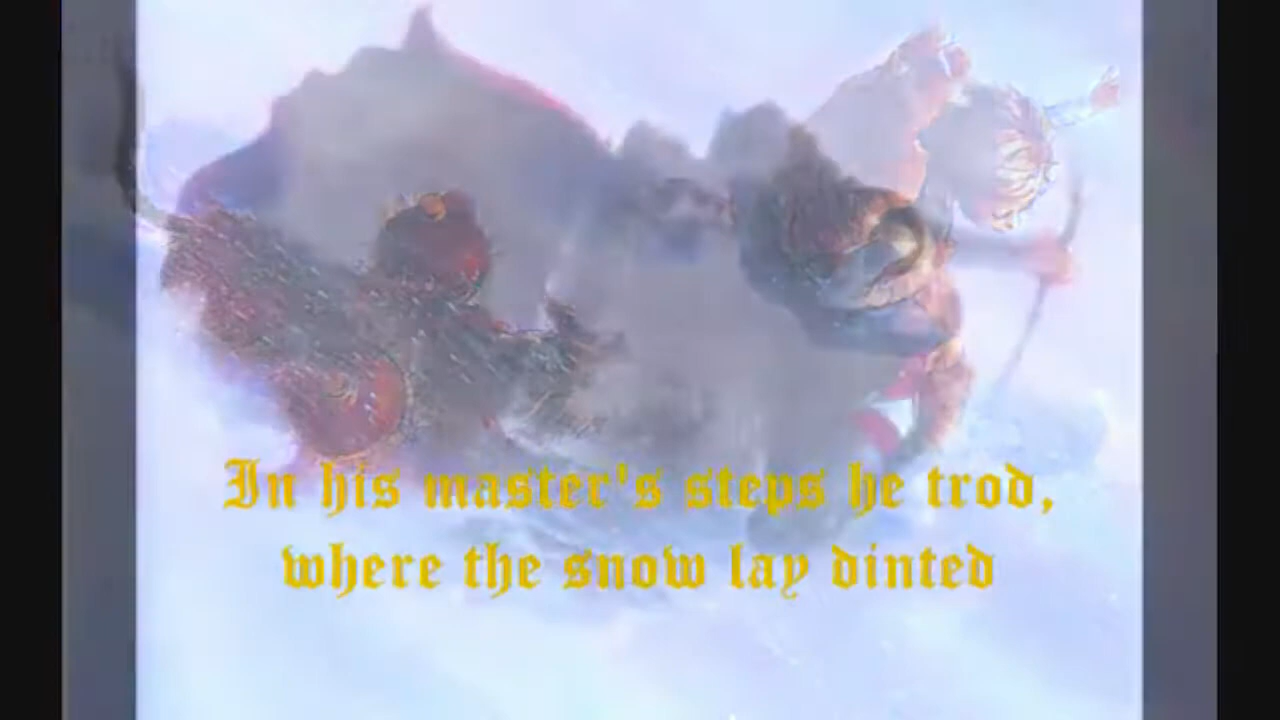 In his master's steps he trod,
where the snow lay dinted